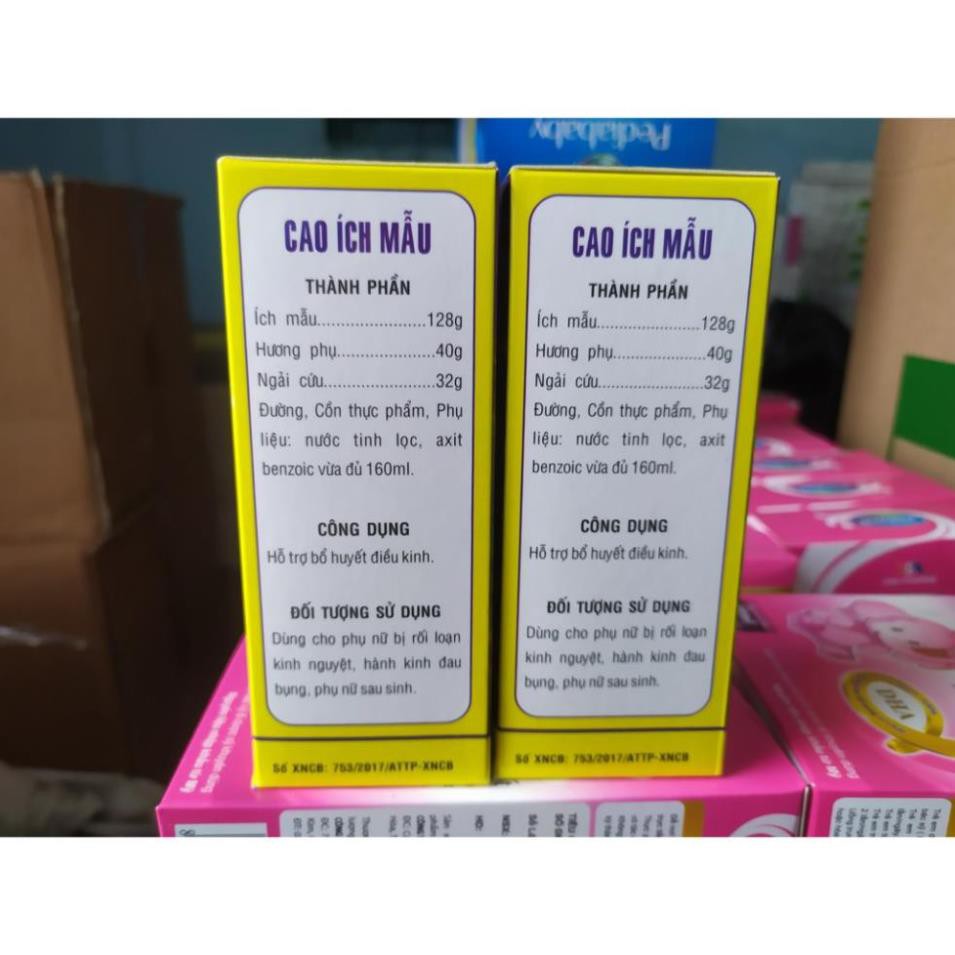 Pediababy
CAO ÍCH MẪU
THÀNH PHẦN
Ích mẫu.......................128g
Hương phụ.....................40g
Ngải cứu........................32g
Đường, Cồn thực phẩm, Phụ
liệu: nước tinh lọc, axit
benzoic vừa đủ 160ml.
CÔNG DỤNG
Hỗ trợ bổ huyết điều kinh.
ĐỐI TƯỢNG SỬ DỤNG
Dùng cho phụ nữ bị rối loạn
kinh nguyệt, hành kinh đau
bụng, phụ nữ sau sinh.
Số XNCB: 753/2017/ATTP-XNCB
CAO ÍCH MẪU
THÀNH PHẦN
Ích mẫu......................128g
Hương phụ....................40g
Ngải cứu.......................32g
Đường, Cồn thực phẩm, Phụ
liệu: nước tinh lọc, axit
benzoic vừa đủ 160ml.
CÔNG DỤNG
Hỗ trợ bổ huyết điều kinh.
ĐỐI TƯỢNG SỬ DỤNG
Dùng cho phụ nữ bị rối loạn
kinh nguyệt, hành kinh đau
bụng, phụ nữ sau sinh.
Số XNCB: 753/2017/ATTP-XNCB
DHA